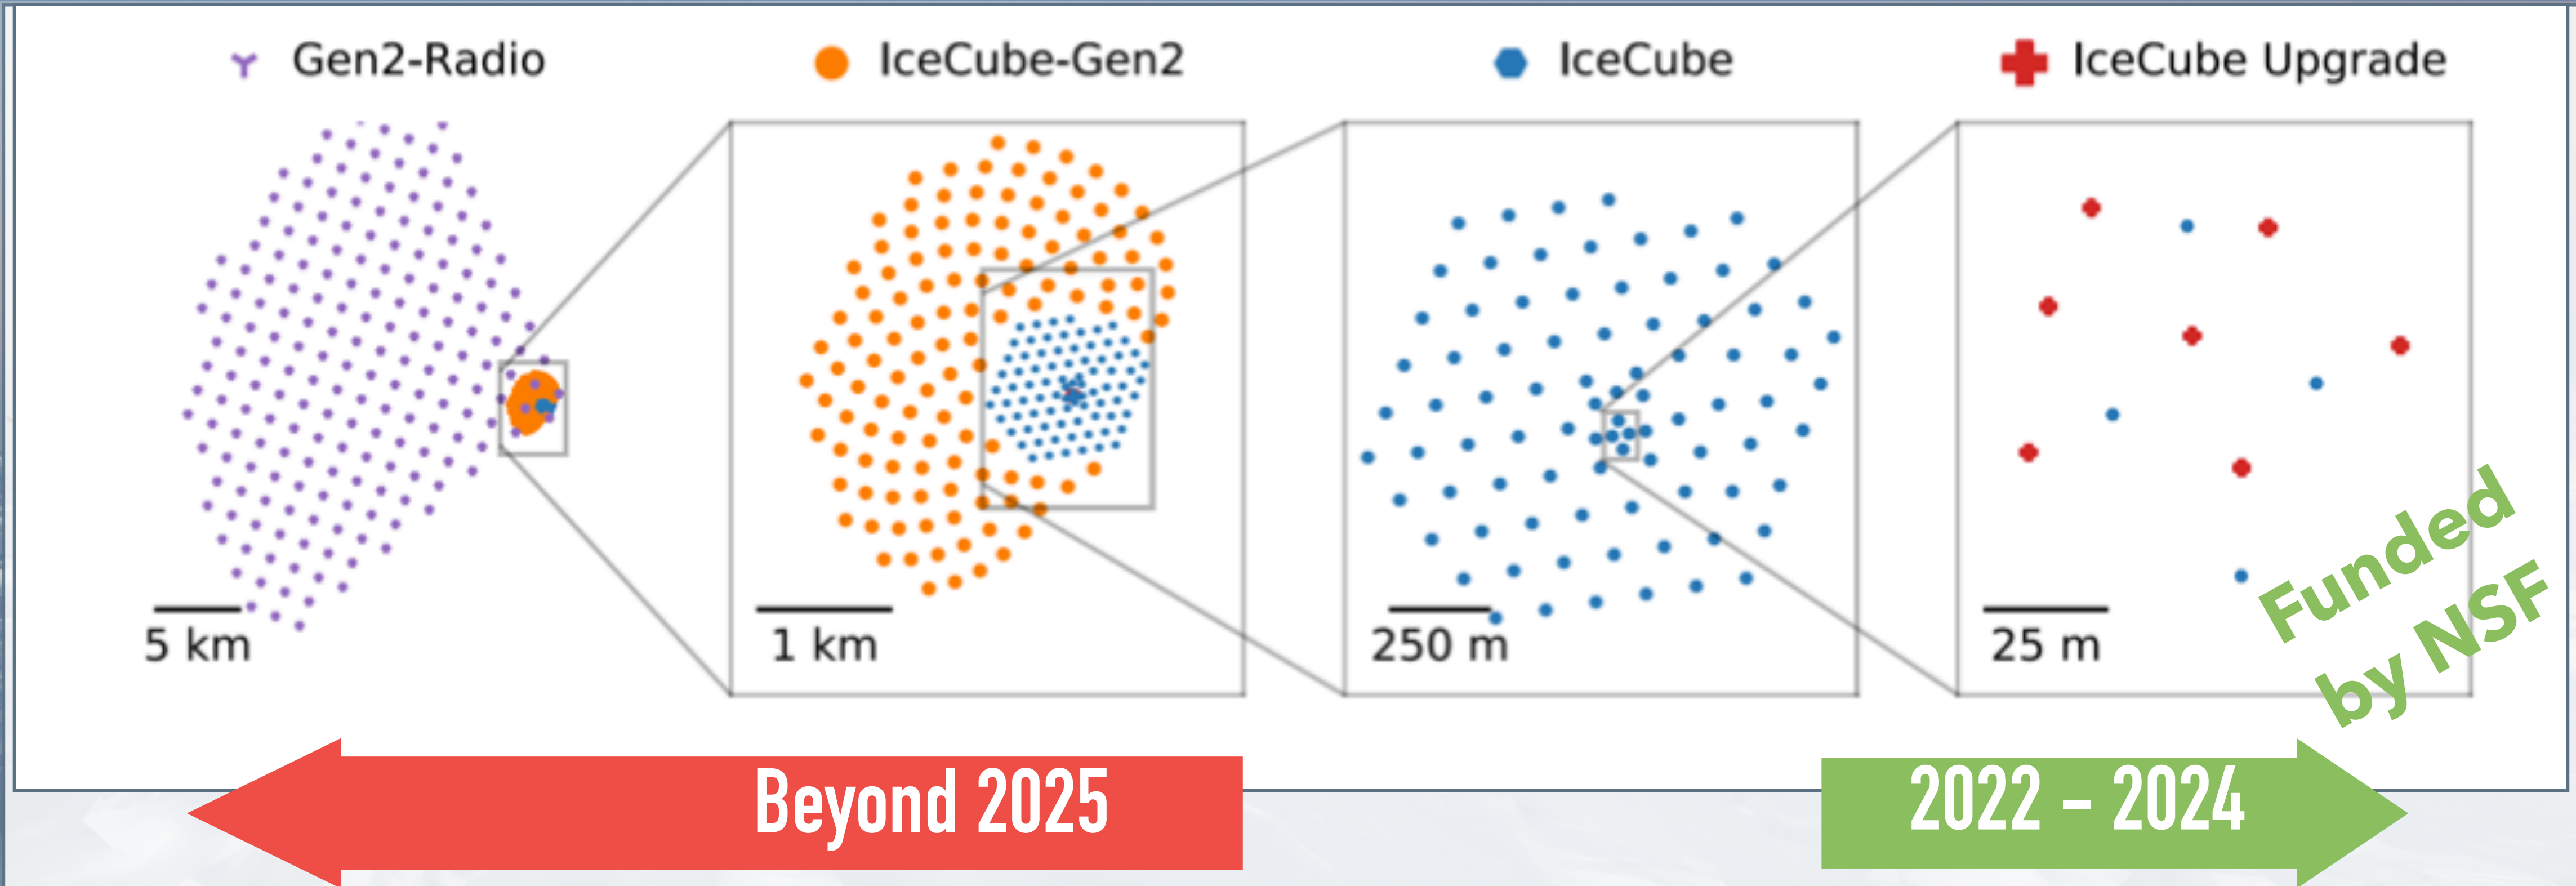 Gen2-Radio
IceCube-Gen2
IceCube
IceCube Upgrade
5 km
1 km
250 m
25 m
Funded
by NSF
Beyond 2025
2022 - 2024